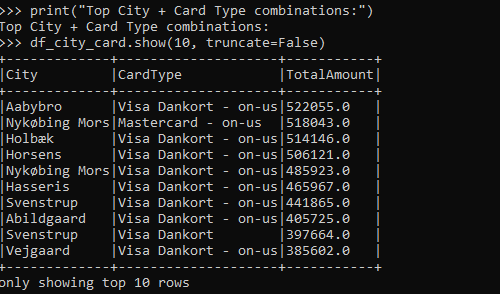 >>> print("Top City + Card Type combinations:")
Top City + Card Type combinations:
>>> df_city_card.show(10, truncate=False)
+-------------+----------------------+-----------+
|City         |CardType              |TotalAmount|
+-------------+----------------------+-----------+
|Aabybro      |Visa Dankort - on-us|522055.0   |
|Nykøbing Mors|Mastercard - on-us  |518043.0   |
|Holbæk       |Visa Dankort - on-us|514146.0   |
|Horsens      |Visa Dankort - on-us|506121.0   |
|Nykøbing Mors|Visa Dankort - on-us|485923.0   |
|Hasseris     |Visa Dankort - on-us|465967.0   |
|Svenstrup    |Visa Dankort - on-us|441865.0   |
|Abildgaard   |Visa Dankort - on-us|405725.0   |
|Svenstrup    |Visa Dankort        |397664.0   |
|Vejgaard     |Visa Dankort - on-us|385602.0   |
+-------------+--------------------+-----------+
only showing top 10 rows